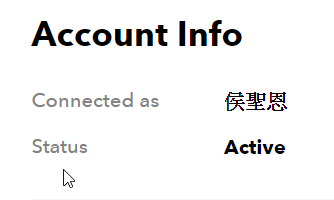 Account Info
Connected as 侯聖恩
Status Active